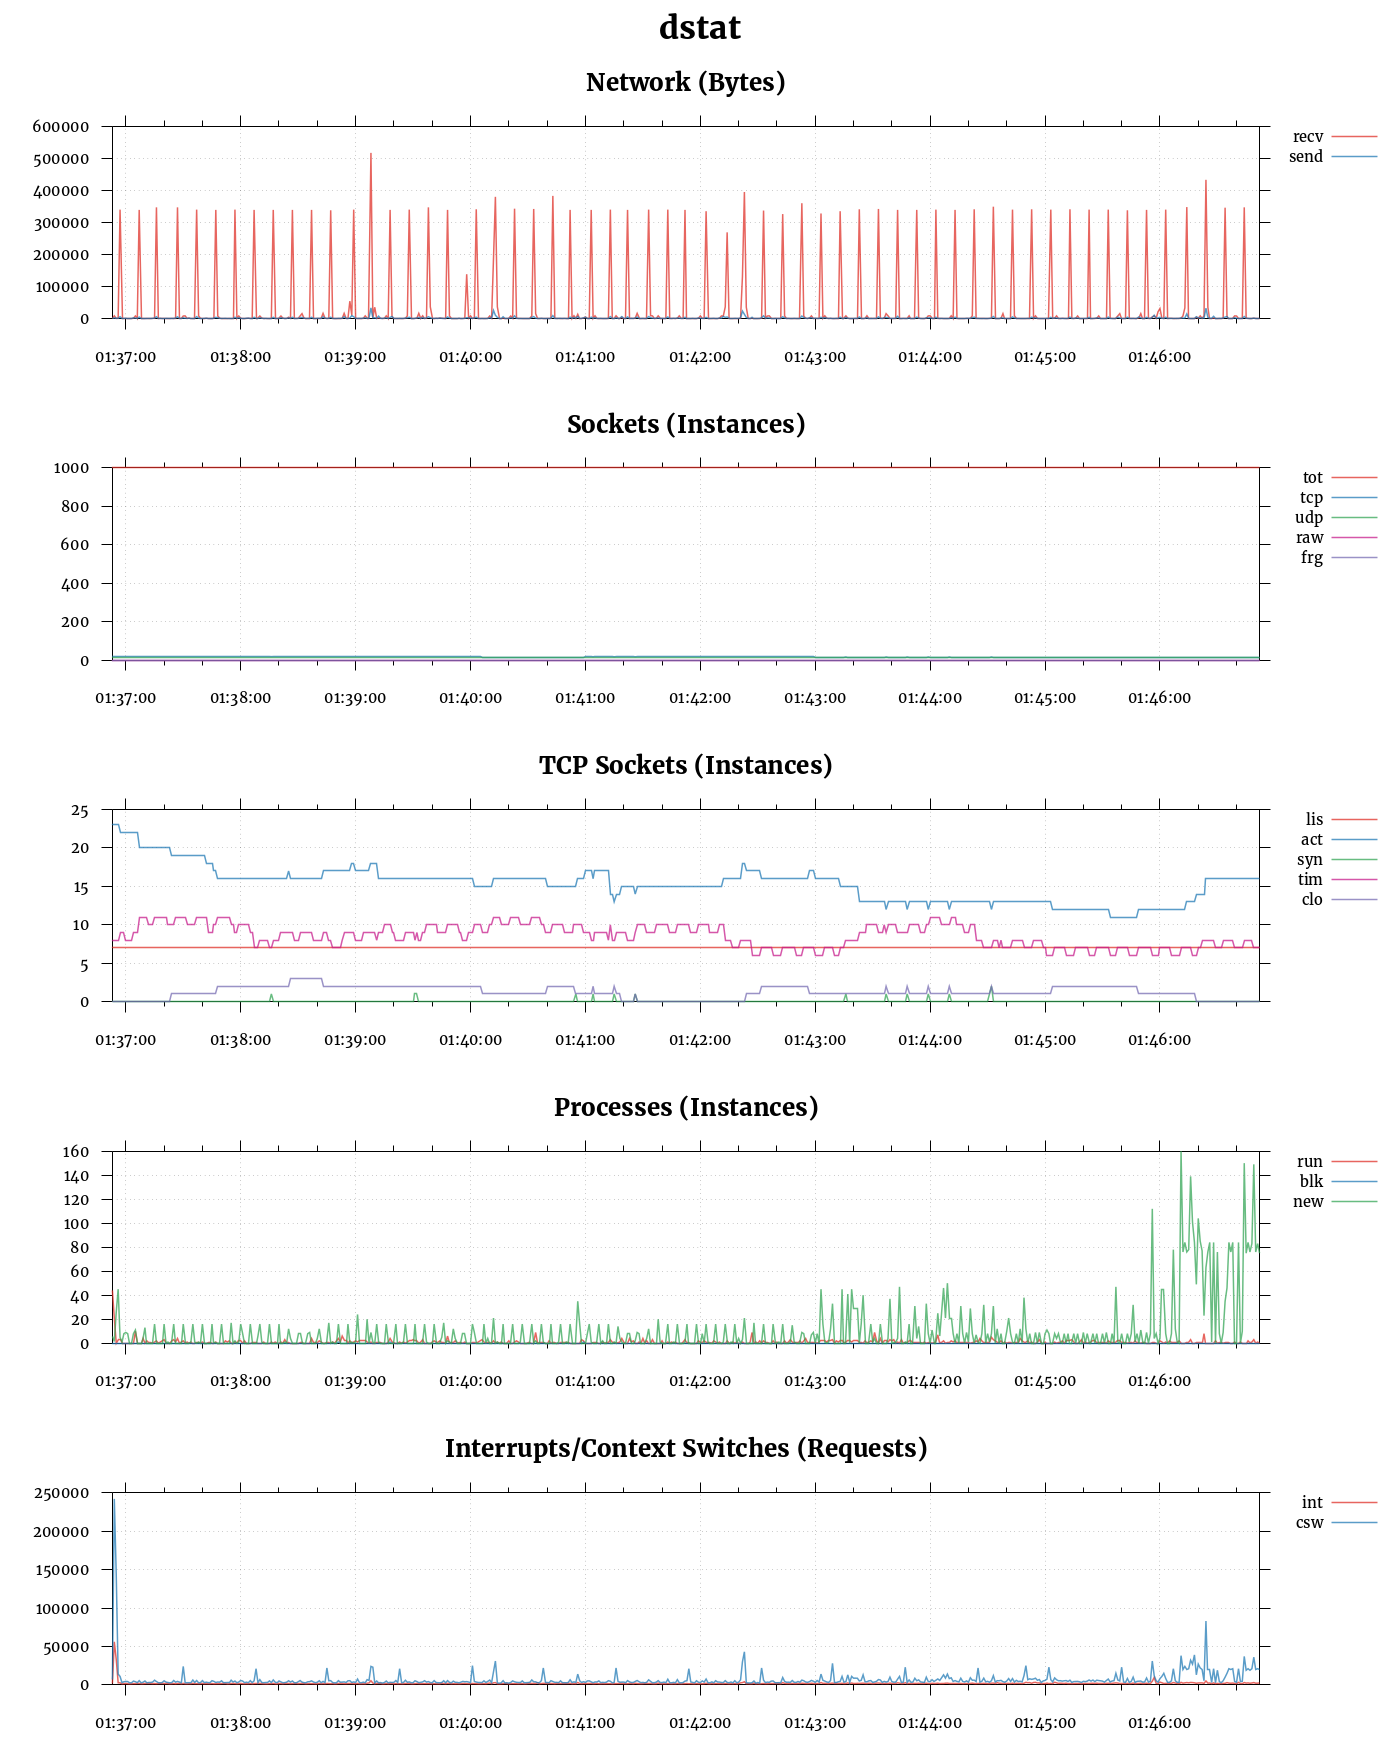 dstat
Network (Bytes)
600000
500000
400000
300000
200000
100000
0
recv
send
01:37:00 01:38:00 01:39:00 01:40:00 01:41:00 01:42:00 01:43:00 01:44:00 01:45:00 01:46:00
Sockets (Instances)
1000
800
600
400
200
0
tot
tcp
udp
raw
frg
01:37:00 01:38:00 01:39:00 01:40:00 01:41:00 01:42:00 01:43:00 01:44:00 01:45:00 01:46:00
TCP Sockets (Instances)
25
20
15
10
5
0
lis
act
syn
tim
clo
01:37:00 01:38:00 01:39:00 01:40:00 01:41:00 01:42:00 01:43:00 01:44:00 01:45:00 01:46:00
Processes (Instances)
160
140
120
100
80
60
40
20
0
run
blk
new
01:37:00 01:38:00 01:39:00 01:40:00 01:41:00 01:42:00 01:43:00 01:44:00 01:45:00 01:46:00
Interrupts/Context Switches (Requests)
250000
200000
150000
100000
50000
0
int
csw
01:37:00 01:38:00 01:39:00 01:40:00 01:41:00 01:42:00 01:43:00 01:44:00 01:45:00 01:46:00